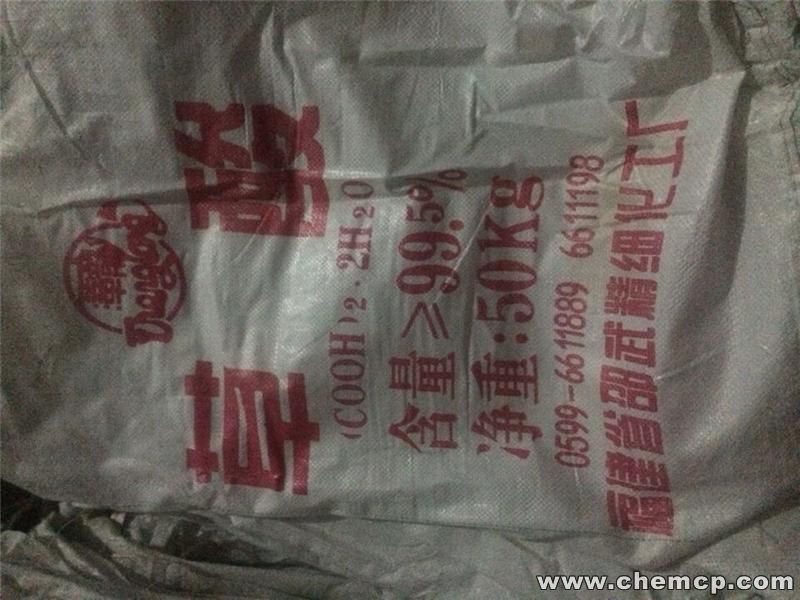 草酸
(COOH)₂·2H₂O
含量≥99.5%
净重:50kg
0599-6611889 6611198
福建省邵武精细化工厂
www.chemcp.com